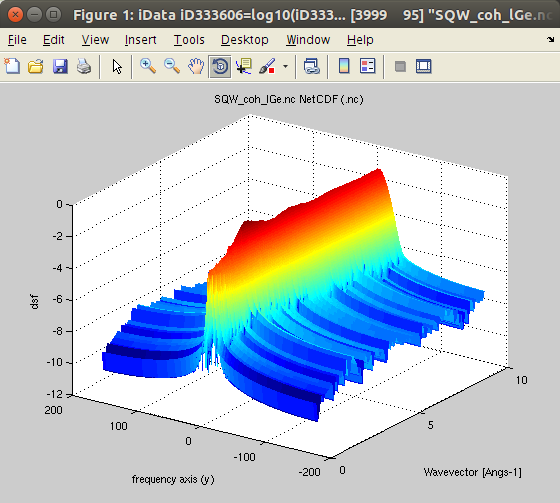 Figure 1: iData iD333606=log10(iD333... [3999 95] "SQW_coh_lGe.nc
File Edit View Insert Tools Desktop Window Help
SQW_coh_lGe.nc NetCDF (.nc)
0
-2
-4
-6
-8
-10
-12
dsf
200
100
0
-100
-200
frequency axis (y)
0
5
10
Wavevector [Angs-1]